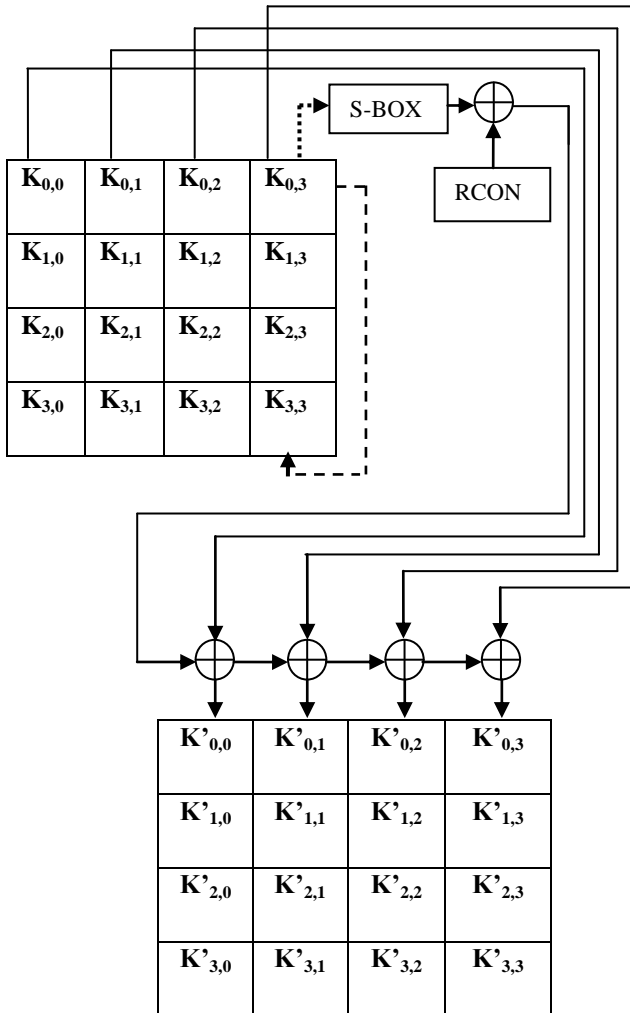 S-BOX
RCON
K0,0 K0,1 K0,2 K0,3
K1,0 K1,1 K1,2 K1,3
K2,0 K2,1 K2,2 K2,3
K3,0 K3,1 K3,2 K3,3
K’0,0 K’0,1 K’0,2 K’0,3
K’1,0 K’1,1 K’1,2 K’1,3
K’2,0 K’2,1 K’2,2 K’2,3
K’3,0 K’3,1 K’3,2 K’3,3